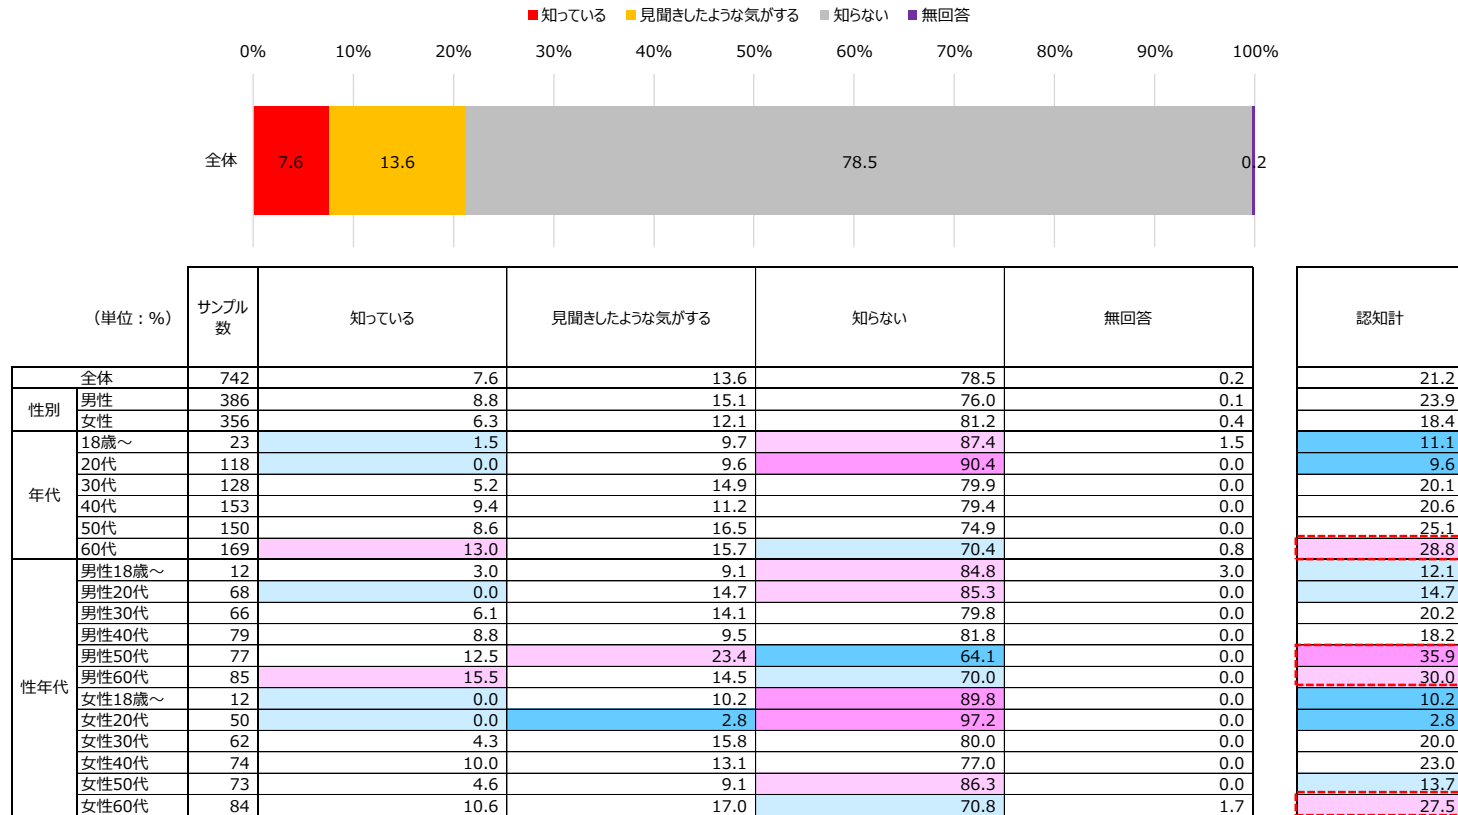 ■知っている ■見聞きしたような気がする ■知らない ■無回答
0% 10% 20% 30% 40% 50% 60% 70% 80% 90% 100%
全体 7.6 13.6 78.5 0.2
（単位：%） サンプル数 知っている 見聞きしたような気がする 知らない 無回答 認知計
全体 742 7.6 13.6 78.5 0.2 21.2
性別
男性 386 8.8 15.1 76.0 0.1 23.9
女性 356 6.3 12.1 81.2 0.4 18.4
年代
18歳～ 23 1.5 9.7 87.4 1.5 11.1
20代 118 0.0 9.6 90.4 0.0 9.6
30代 128 5.2 14.9 79.9 0.0 20.1
40代 153 9.4 11.2 79.4 0.0 20.6
50代 150 8.6 16.5 74.9 0.0 25.1
60代 169 13.0 15.7 70.4 0.8 28.8
性年代
男性18歳～ 12 3.0 9.1 84.8 3.0 12.1
男性20代 68 0.0 14.7 85.3 0.0 14.7
男性30代 66 6.1 14.1 79.8 0.0 20.2
男性40代 79 8.8 9.5 81.8 0.0 18.2
男性50代 77 12.5 23.4 64.1 0.0 35.9
男性60代 85 15.5 14.5 70.0 0.0 30.0
女性18歳～ 12 0.0 10.2 89.8 0.0 10.2
女性20代 50 0.0 2.8 97.2 0.0 2.8
女性30代 62 4.3 15.8 80.0 0.0 20.0
女性40代 74 10.0 13.1 77.0 0.0 23.0
女性50代 73 4.6 9.1 86.3 0.0 13.7
女性60代 84 10.6 17.0 70.8 1.7 27.5